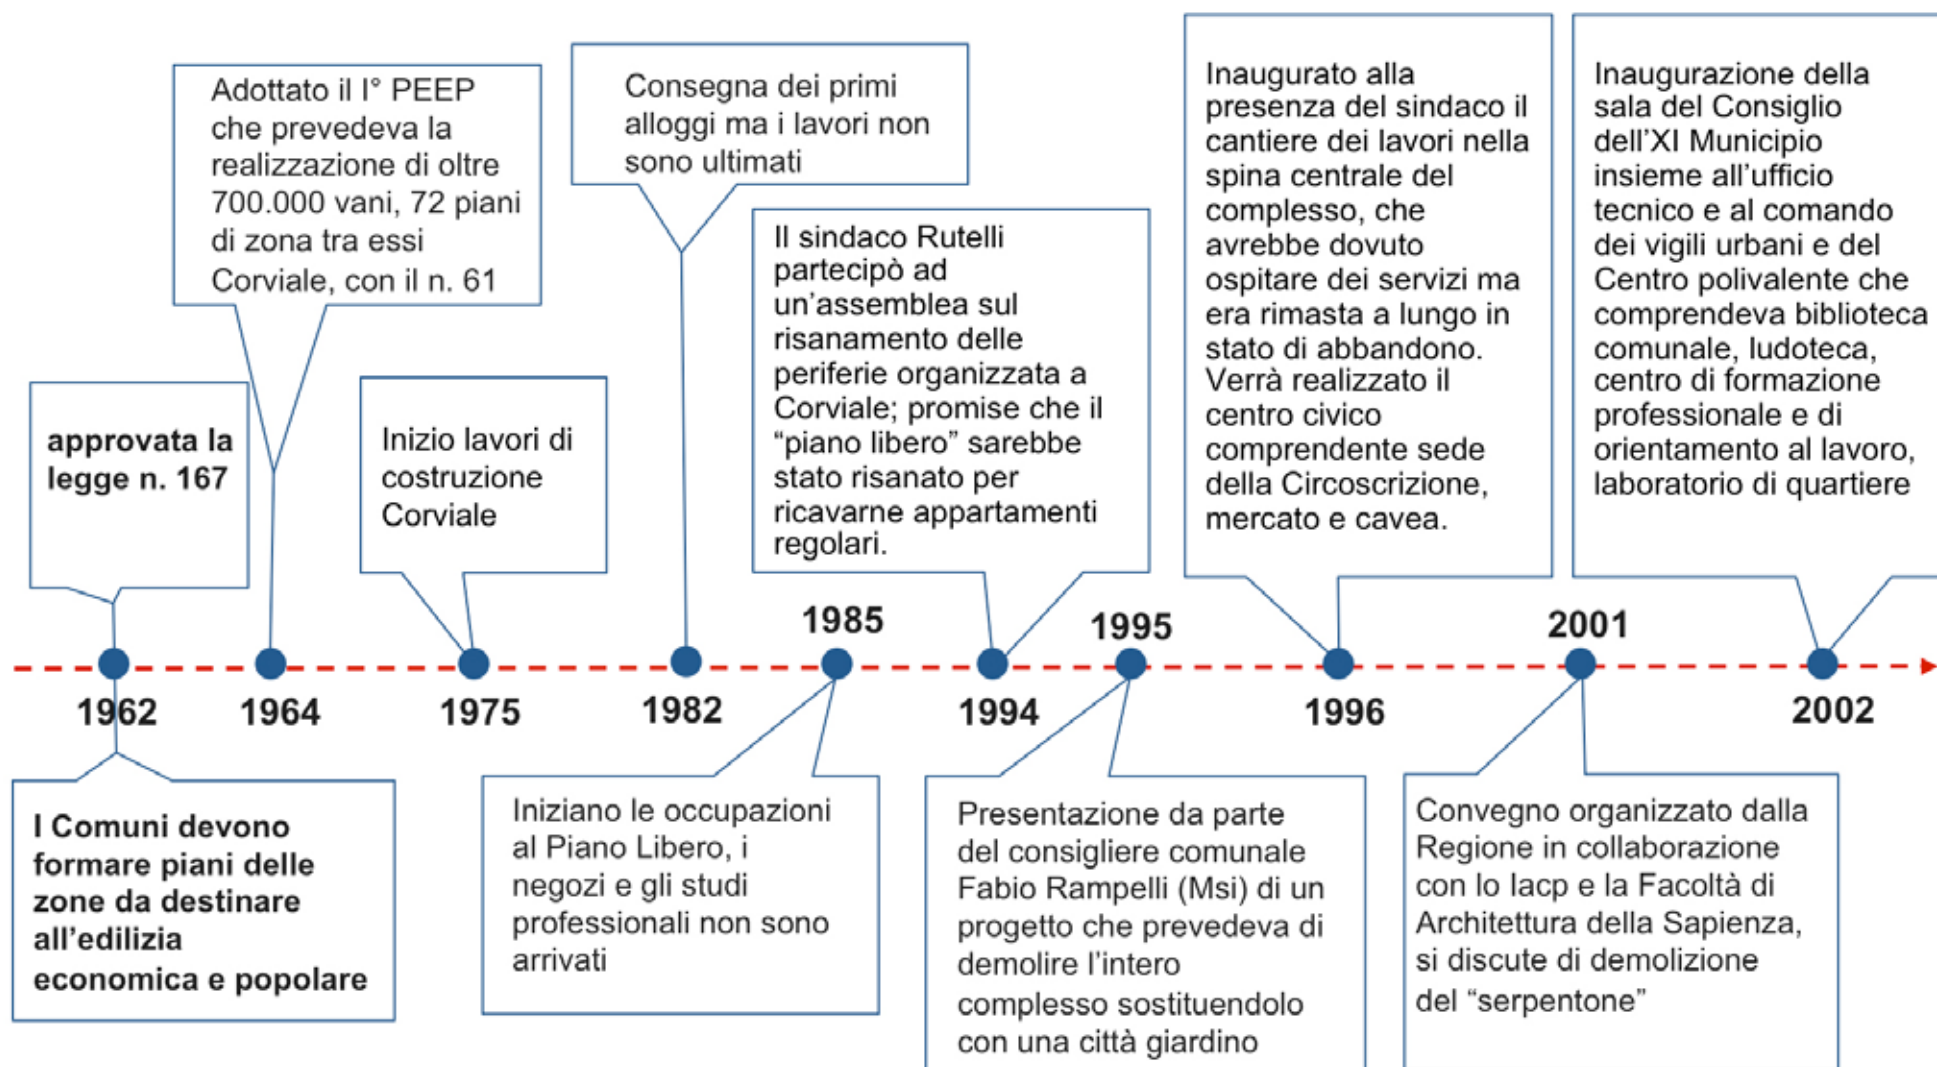 approvata la
legge n. 167
Adottato il I° PEEP
che prevedeva la
realizzazione di oltre
700.000 vani, 72 piani
di zona tra essi
Corviale, con il n. 61
Inizio lavori di
costruzione
Corviale
Consegna dei primi
alloggi ma i lavori non
sono ultimati
Il sindaco Rutelli
partecipò ad
un'assemblea sul
risanamento delle
periferie organizzata a
Corviale; promise che il
“piano libero” sarebbe
stato risanato per
ricavarne appartamenti
regolari.
Inaugurato alla
presenza del sindaco il
cantiere dei lavori nella
spina centrale del
complesso, che
avrebbe dovuto
ospitare dei servizi ma
era rimasta a lungo in
stato di abbandono.
Verrà realizzato il
centro civico
comprendente sede
della Circoscrizione,
mercato e cavea.
Inaugurazione della
sala del Consiglio
dell'XI Municipio
insieme all'ufficio
tecnico e al comando
dei vigili urbani e del
Centro polivalente che
comprendeva biblioteca
comunale, ludoteca,
centro di formazione
professionale e di
orientamento al lavoro,
laboratorio di quartiere
1962
1964
1975
1982
1985
1994
1995
1996
2001
2002
I Comuni devono
formare piani delle
zone da destinare
all'edilizia
economica e popolare
Iniziano le occupazioni
al Piano Libero, i
negozi e gli studi
professionali non sono
arrivati
Presentazione da parte
del consigliere comunale
Fabio Rampelli (Msi) di un
progetto che prevedeva di
demolire l'intero
complesso sostituendolo
con una città giardino
Convegno organizzato dalla
Regione in collaborazione
con lo Iacp e la Facoltà di
Architettura della Sapienza,
si discute di demolizione
del “serpentone”